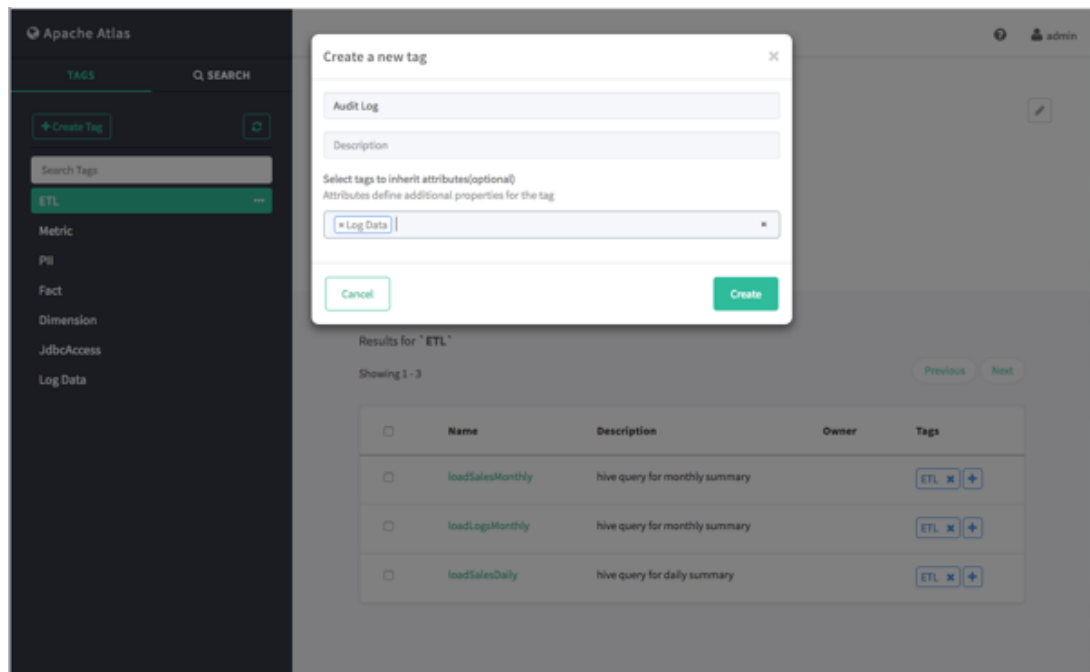 Apache Atlas
admin
TAGS
SEARCH
+Create Tag
Search Tags
ETL
Metric
PII
Fact
Dimension
JdbcAccess
Log Data
Create a new tag
Audit Log
Description
Select tags to inherit attributes(optional)
Attributes define additional properties for the tag
× Log Data
Cancel
Create
Results for `ETL`
Showing 1 - 3
Previous Next
Name Description Owner Tags
loadSalesMonthly hive query for monthly summary ETL
loadLogsMonthly hive query for monthly summary ETL
loadSalesDaily hive query for daily summary ETL